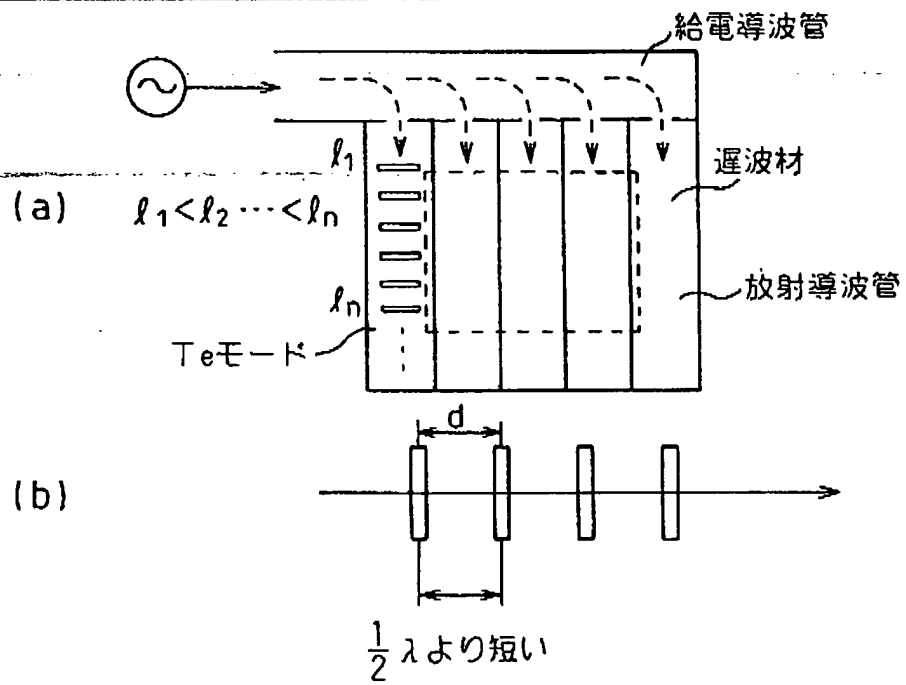 給電導波管
遅波材
ℓ1
(a) ℓ1<ℓ2…<ℓn
放射導波管
ℓn
Teモード
d
(b)
1/2 λより短い